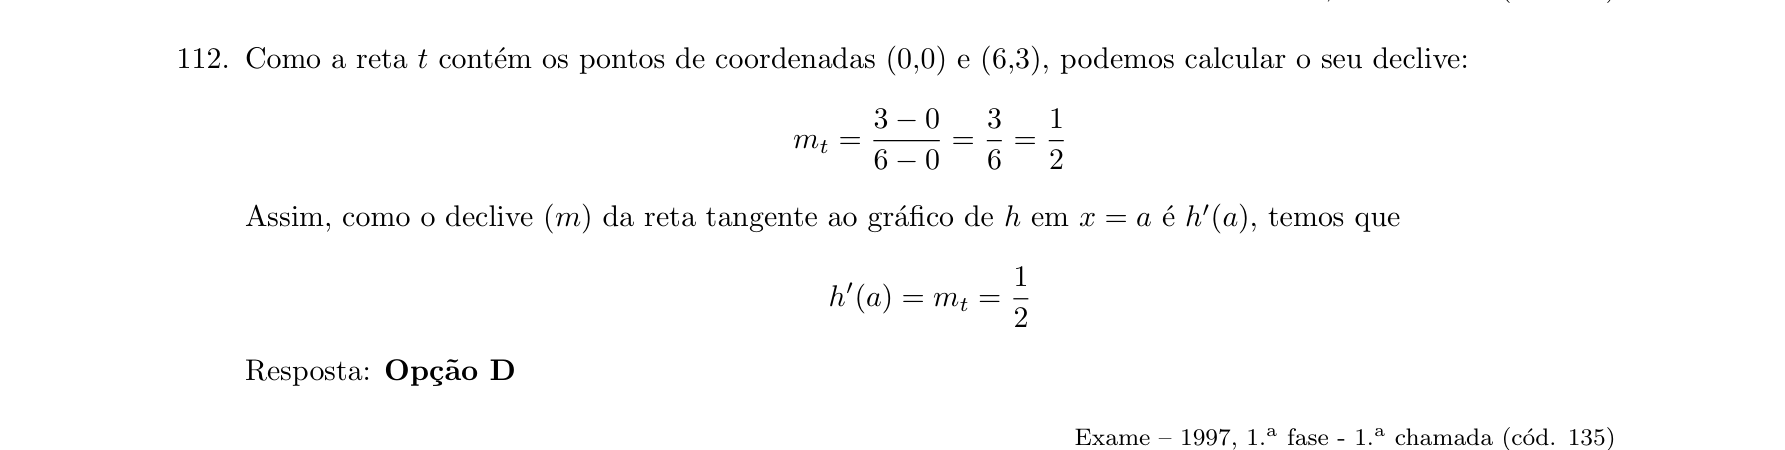 112. Como a reta t contém os pontos de coordenadas (0,0) e (6,3), podemos calcular o seu declive:
m_t = \frac{3 - 0}{6 - 0} = \frac{3}{6} = \frac{1}{2}
Assim, como o declive (m) da reta tangente ao gráfico de h em x = a é h′(a), temos que
h′(a) = m_t = \frac{1}{2}
Resposta: Opção D
Exame – 1997, 1.ª fase - 1.ª chamada (cód. 135)